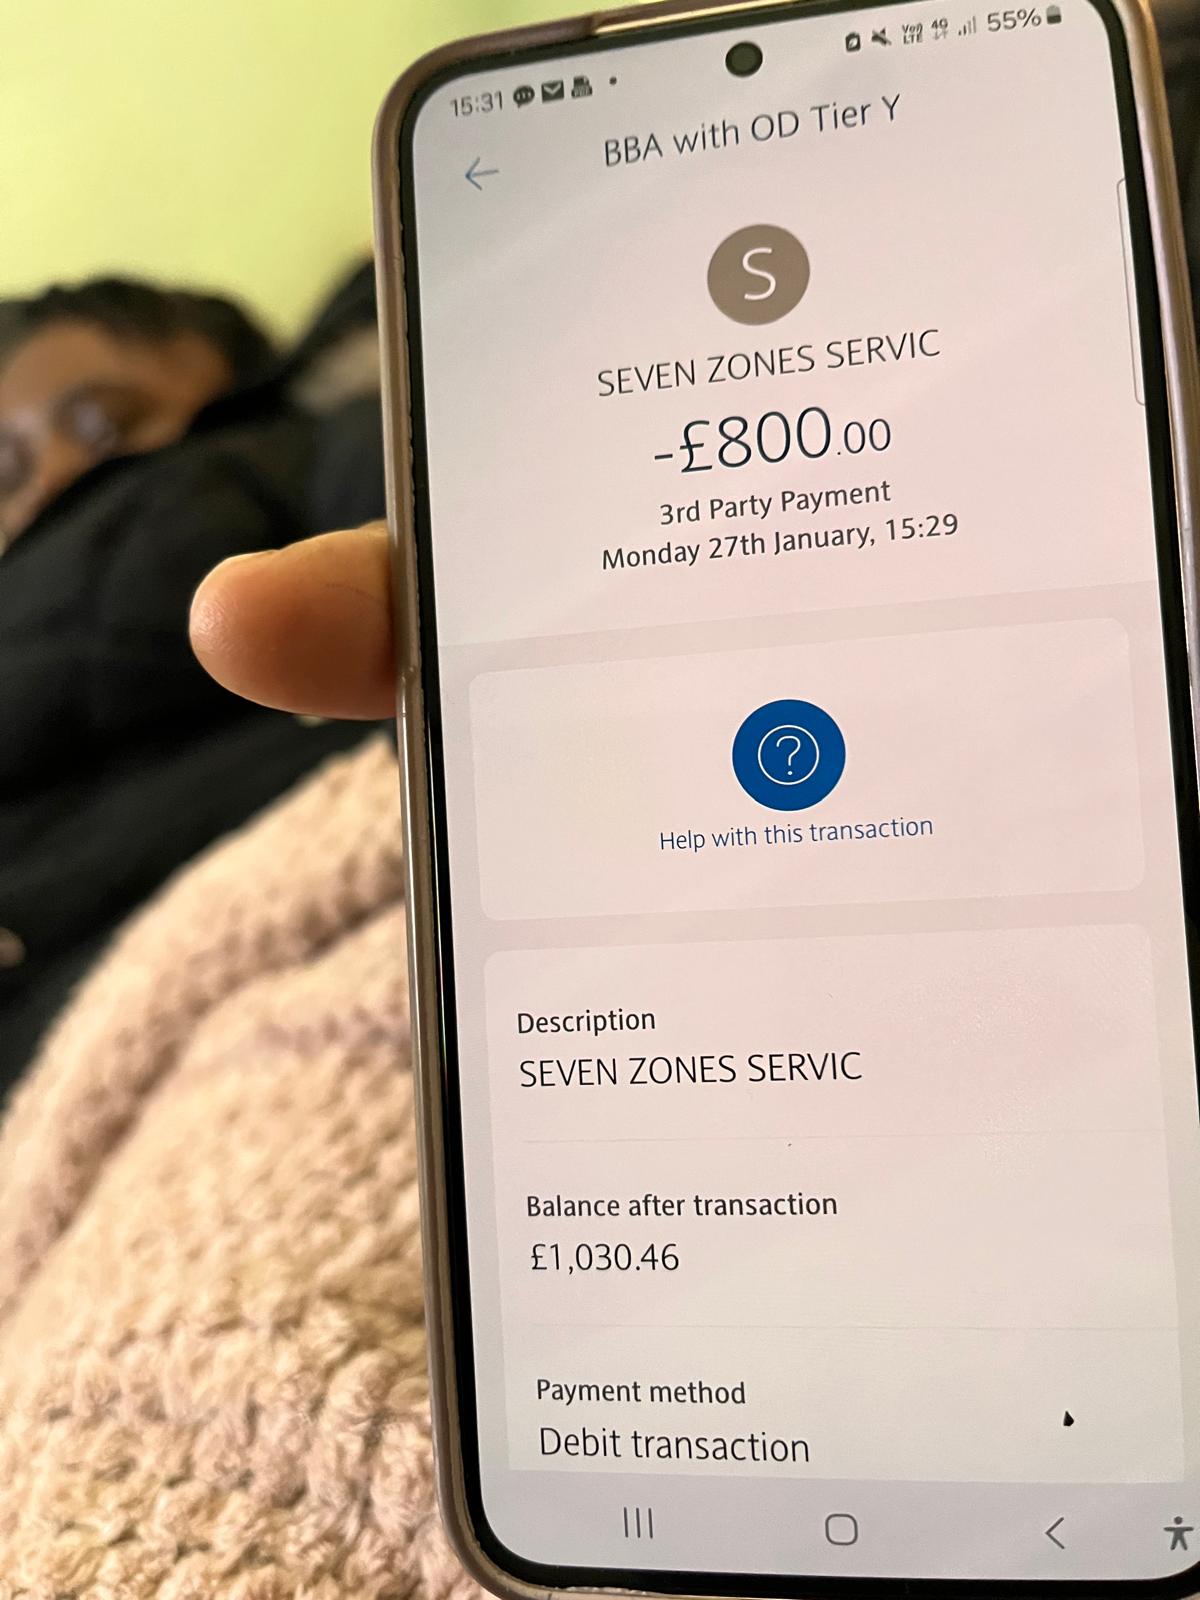 15:31
4G
55%
BBA with OD Tier Y
S
SEVEN ZONES SERVIC
-£800.00
3rd Party Payment
Monday 27th January, 15:29
?
Help with this transaction
Description
SEVEN ZONES SERVIC
Balance after transaction
£1,030.46
Payment method
Debit transaction